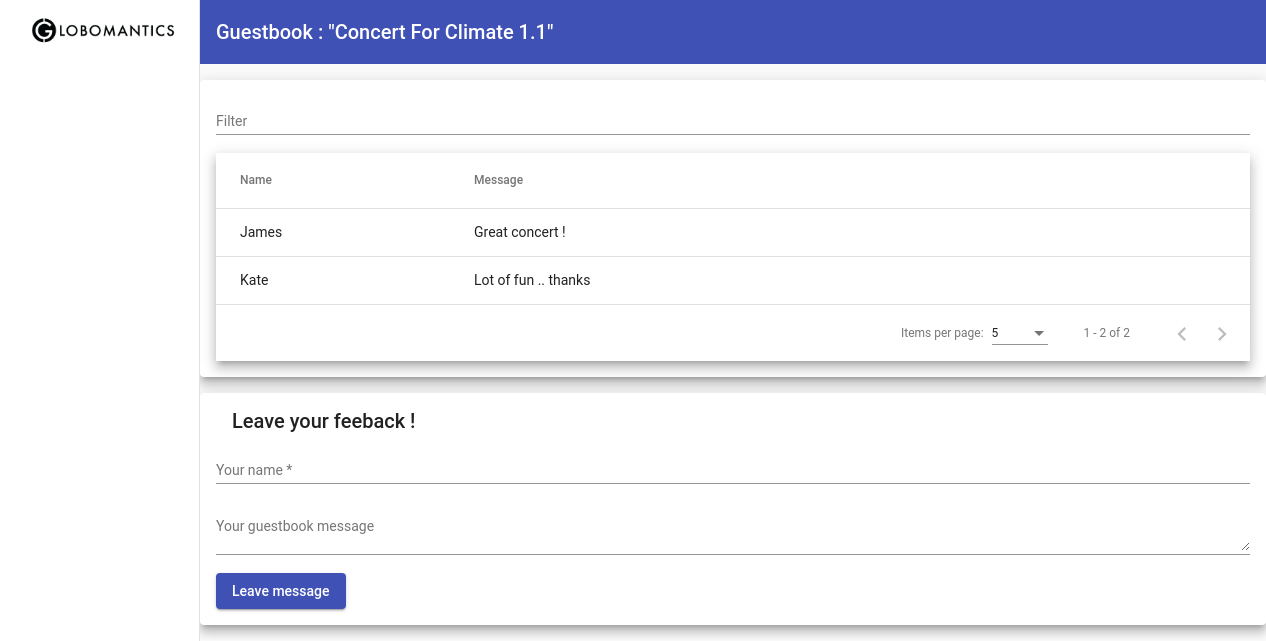 GLOBOMANTICS
Guestbook : "Concert For Climate 1.1"
Filter
Name Message
James Great concert !
Kate Lot of fun .. thanks
Items per page: 5 1 - 2 of 2
Leave your feeback !
Your name *
Your guestbook message
Leave message